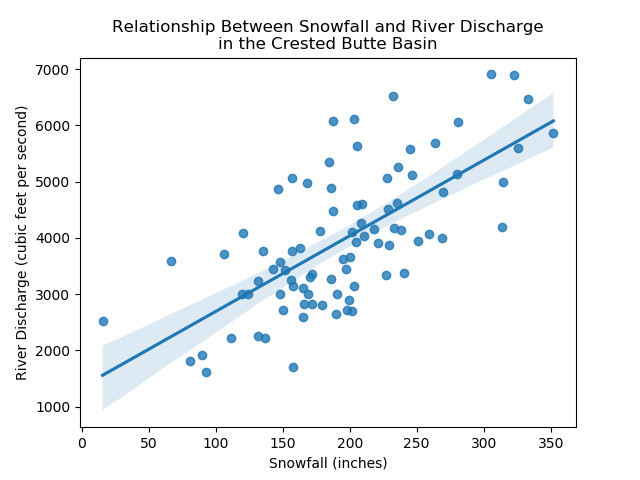 Relationship Between Snowfall and River Discharge
in the Crested Butte Basin
7000
6000
5000
4000
3000
2000
1000
River Discharge (cubic feet per second)
0 50 100 150 200 250 300 350
Snowfall (inches)